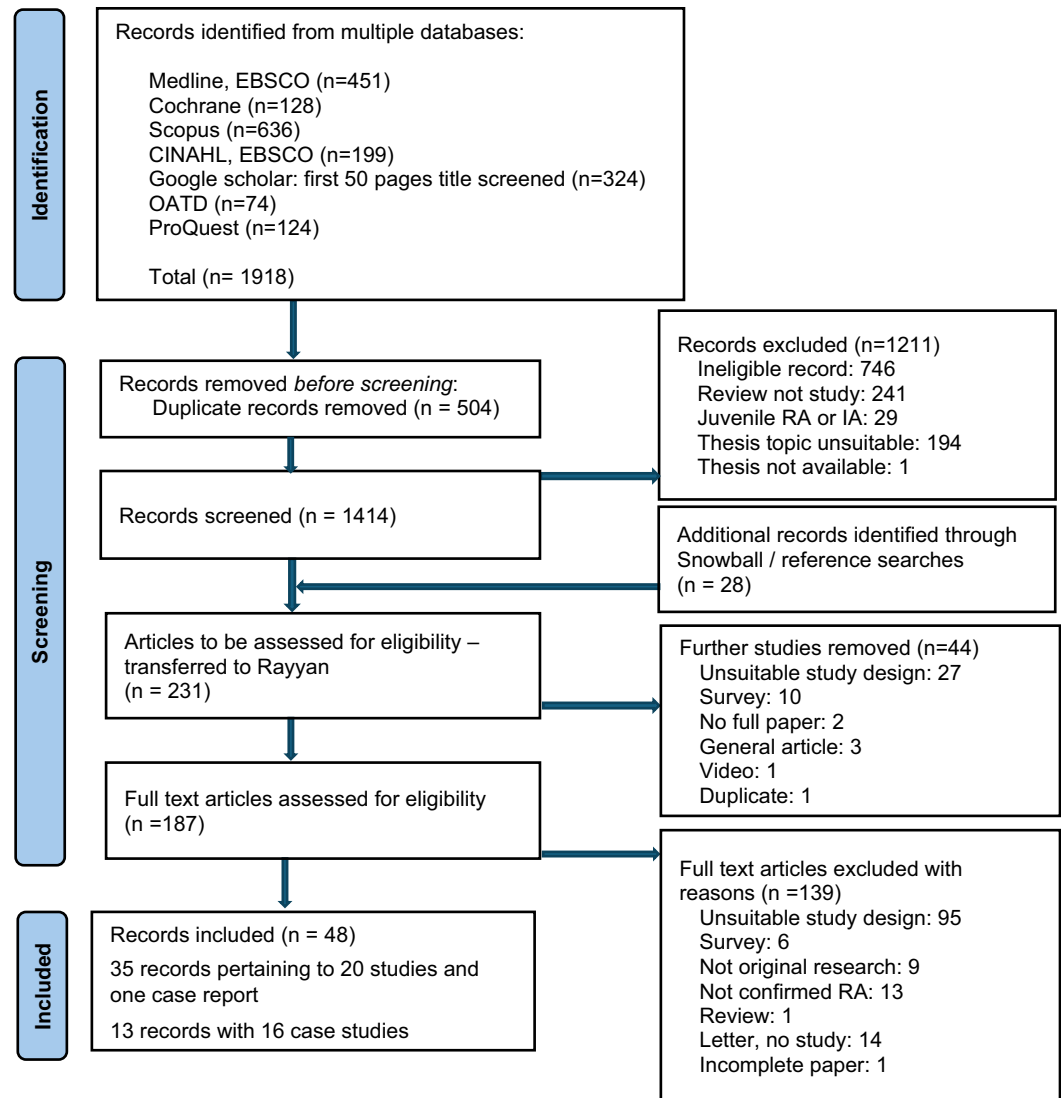 Identification
Records identified from multiple databases:
Medline, EBSCO (n=451)
Cochrane (n=128)
Scopus (n=636)
CINAHL, EBSCO (n=199)
Google scholar: first 50 pages title screened (n=324)
OATD (n=74)
ProQuest (n=124)
Total (n= 1918)
Screening
Records removed before screening:
Duplicate records removed (n = 504)
Records excluded (n=1211)
Ineligible record: 746
Review not study: 241
Juvenile RA or IA: 29
Thesis topic unsuitable: 194
Thesis not available: 1
Records screened (n = 1414)
Additional records identified through
Snowball / reference searches
(n = 28)
Articles to be assessed for eligibility –
transferred to Rayyan
(n = 231)
Further studies removed (n=44)
Unsuitable study design: 27
Survey: 10
No full paper: 2
General article: 3
Video: 1
Duplicate: 1
Full text articles assessed for eligibility
(n =187)
Full text articles excluded with
reasons (n =139)
Unsuitable study design: 95
Survey: 6
Not original research: 9
Not confirmed RA: 13
Review: 1
Letter, no study: 14
Incomplete paper: 1
Included
Records included (n = 48)
35 records pertaining to 20 studies and
one case report
13 records with 16 case studies